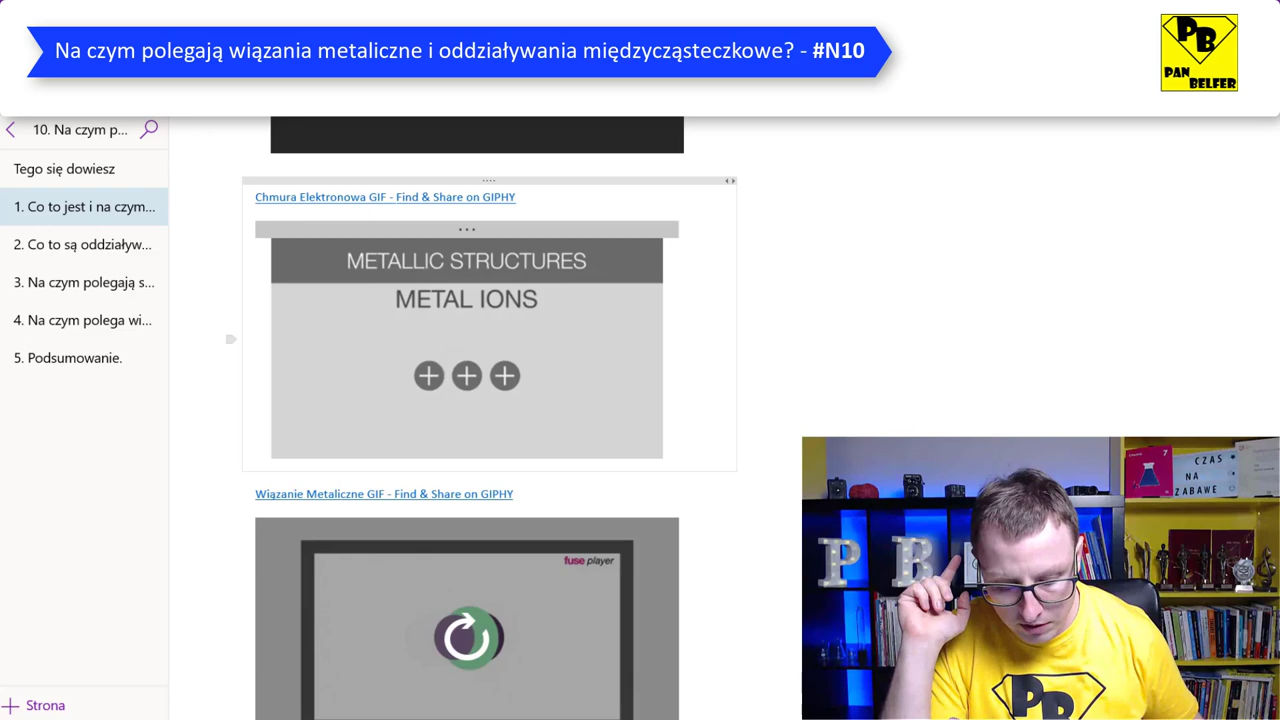 Na czym polegają wiązania metaliczne i oddziaływania międzycząsteczkowe? - #N10
PB
PAN
BELFER
10. Na czym p...
Tego się dowiesz
1. Co to jest i na czym...
2. Co to są oddziaływ...
3. Na czym polegają s...
4. Na czym polega wi...
5. Podsumowanie.
Strona
Chmura Elektronowa GIF - Find & Share on GIPHY
METALLIC STRUCTURES
METAL IONS
Wiązanie Metaliczne GIF - Find & Share on GIPHY
fuse player
7
CZAS
NA
ZABAWE
P B
PB